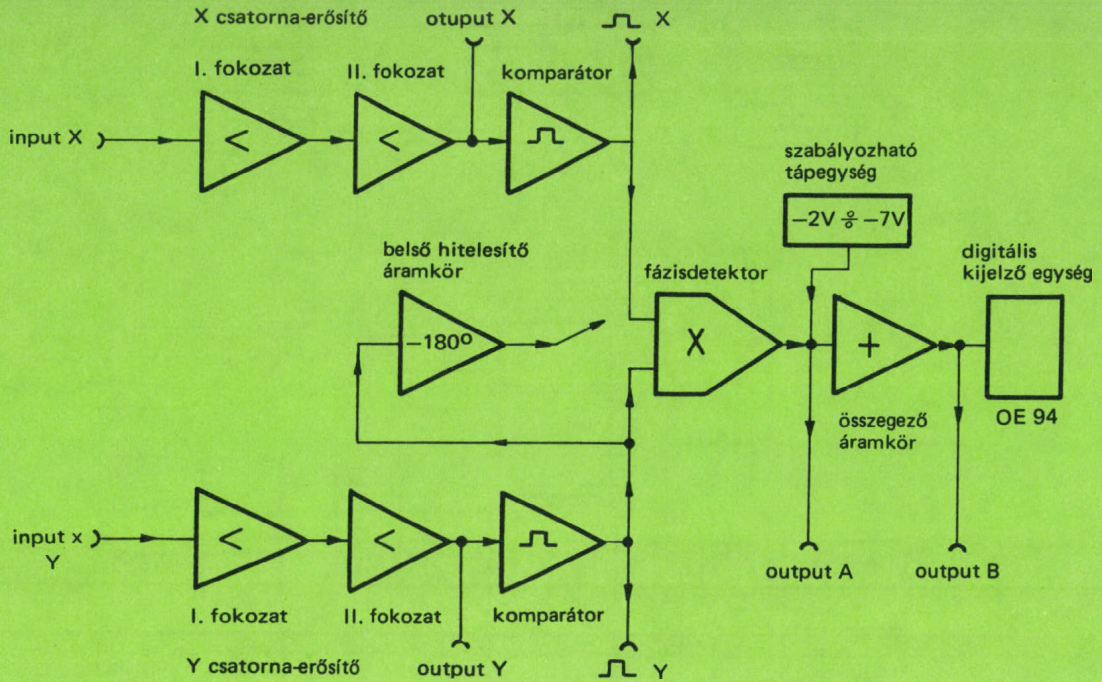 X csatorna-erősítő
otuput X
X
I. fokozat
II. fokozat
komparátor
input X
<
<
szabályozható
tápegység
−2V ÷ −7V
belső hitelesítő
áramkör
−180°
fázisdetektor
X
digitális
kijelző egység
+
összegező
áramkör
OE 94
input x
Y
<
<
output A
output B
I. fokozat
II. fokozat
komparátor
Y csatorna-erősítő
output Y
Y